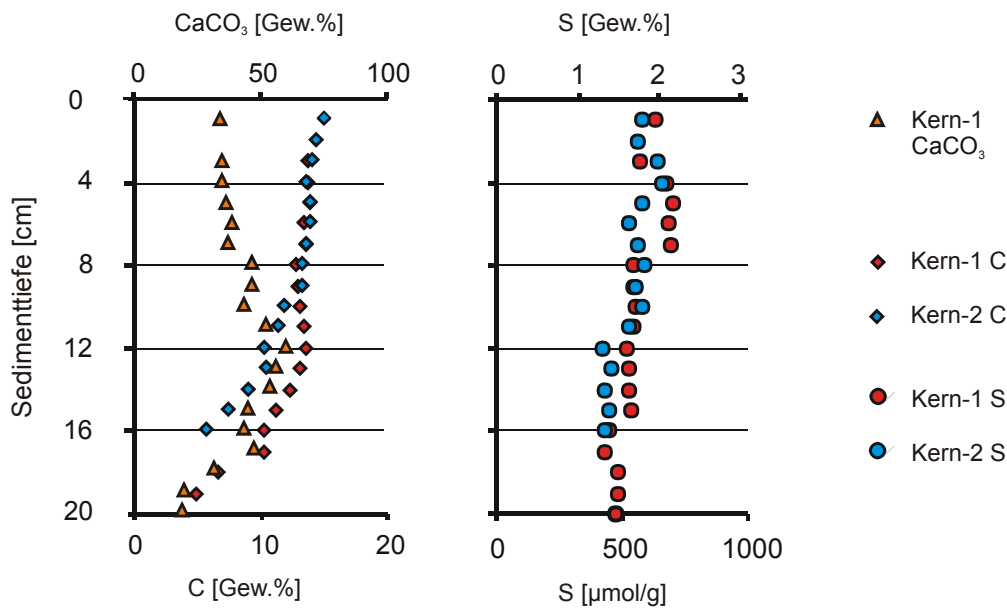 CaCO₃ [Gew.%]
S [Gew.%]
0 50 100
0 1 2 3
0
4
8
12
16
20
Sedimenttiefe [cm]
0 10 20
0 500 1000
C [Gew.%]
S [µmol/g]
Kern-1
CaCO₃
Kern-1 C
Kern-2 C
Kern-1 S
Kern-2 S